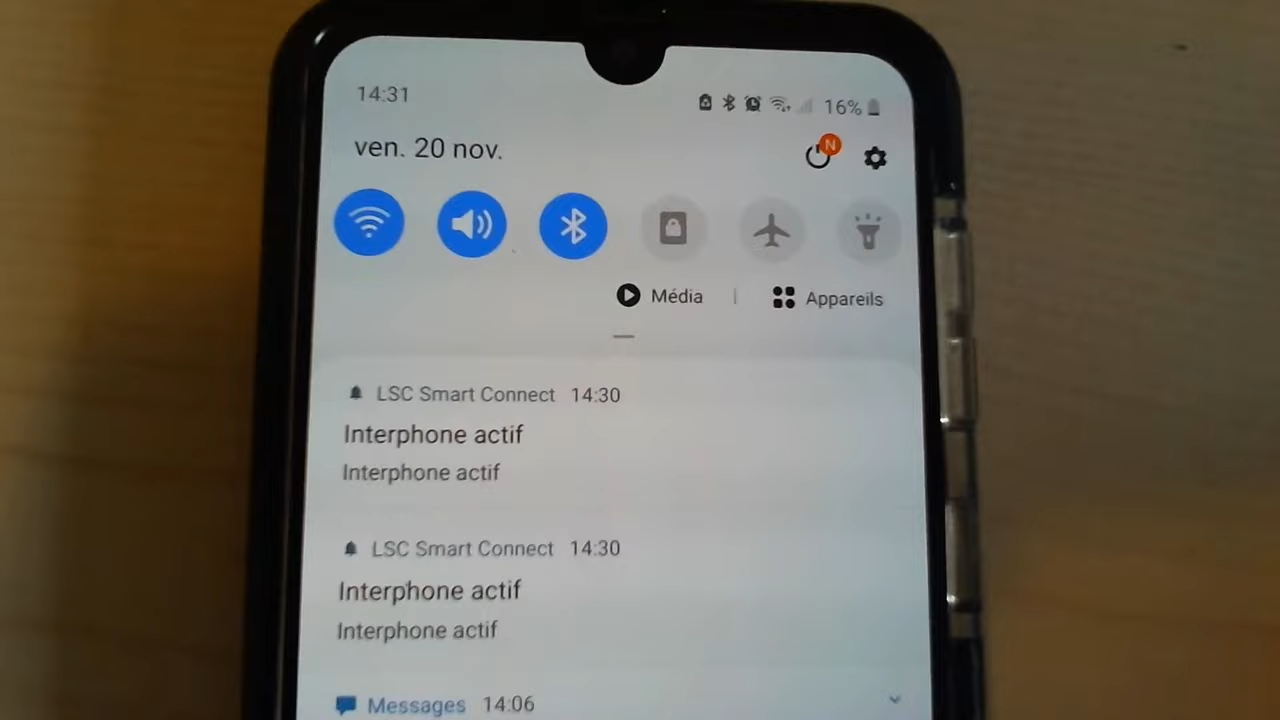 14:31
16%
ven. 20 nov.
N
Média | Appareils
LSC Smart Connect 14:30
Interphone actif
Interphone actif
LSC Smart Connect 14:30
Interphone actif
Interphone actif
Messages 14:06